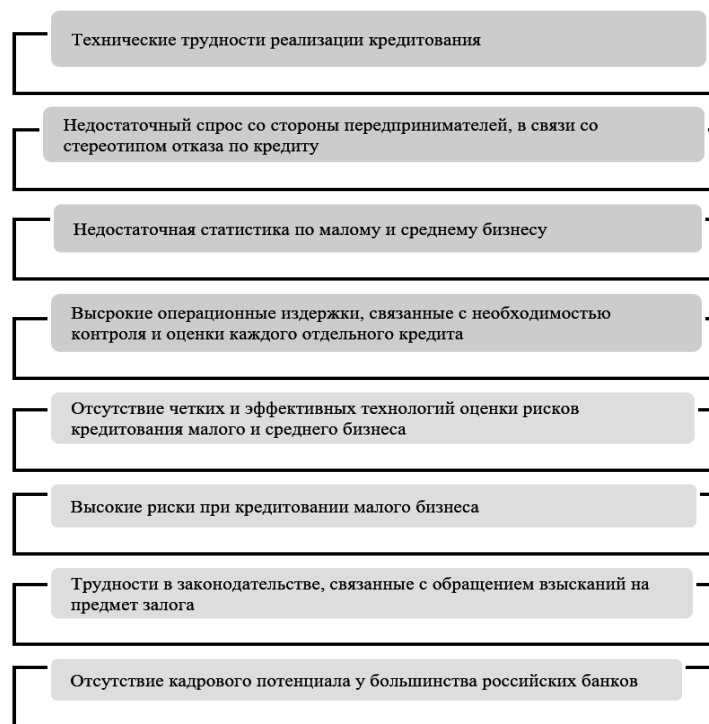 Технические трудности реализации кредитования
Недостаточный спрос со стороны передпринимателей, в связи со
стереотипом отказа по кредиту
Недостаточная статистика по малому и среднему бизнесу
Высрокие операционные издержки, связанные с необходимостью
контроля и оценки каждого отдельного кредита
Отсутствие четких и эффективных технологий оценки рисков
кредитования малого и среднего бизнеса
Высокие риски при кредитовании малого бизнеса
Трудности в законодательстве, связанные с обращением взысканий на
предмет залога
Отсутствие кадрового потенциала у большинства российских банков